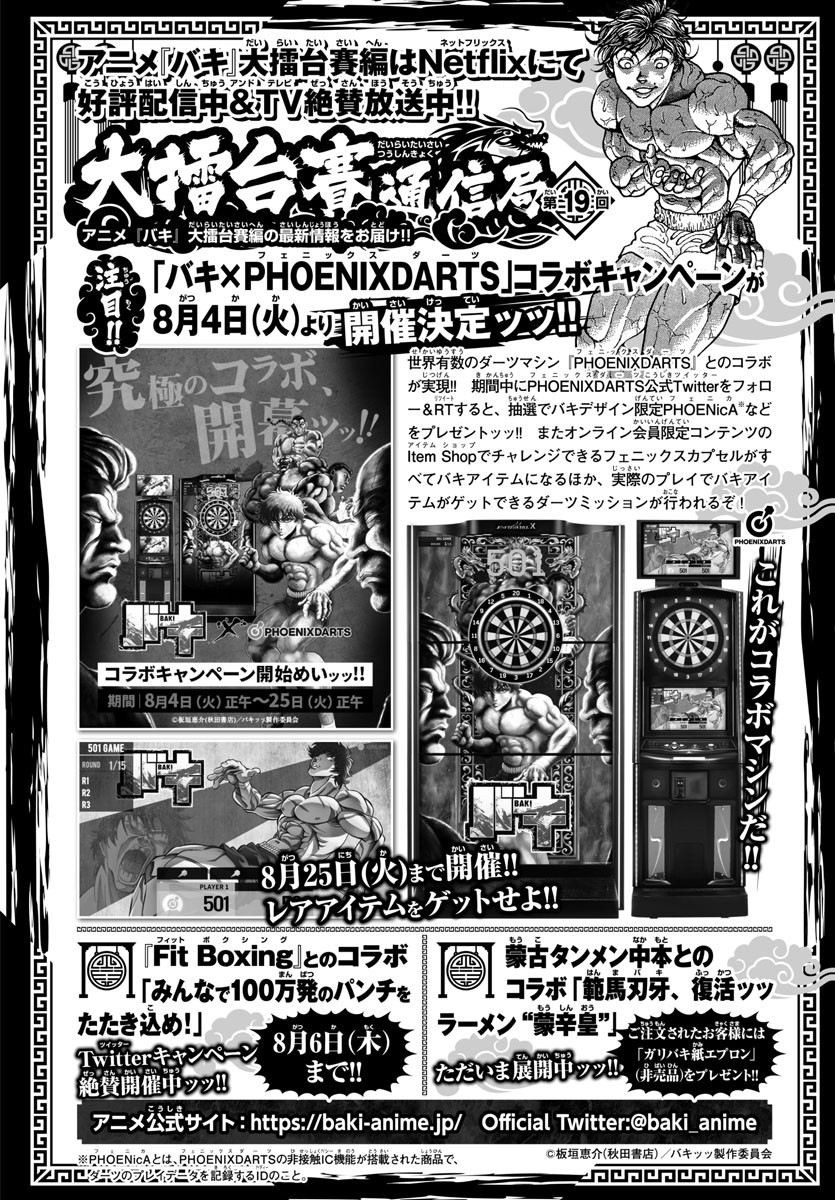 アニメ『バキ』大擂台賽編はNetflixにて
好評配信中&TV絶賛放送中!!
大擂台賽通信局
第19回
アニメ『バキ』大擂台賽編の最新情報をお届け!!
注目!!
「バキ×PHOENIXDARTS」コラボキャンペーンが
8月4日(火)より開催決定ッッ!!
世界有数のダーツマシン『PHOENIXDARTS』とのコラボ
が実現!! 期間中にPHOENIXDARTS公式Twitterをフォロ
ー&RTすると、抽選でバキデザイン限定PHOENicA※など
をプレゼントッッ!! またオンライン会員限定コンテンツの
Item Shopでチャレンジできるフェニックスカプセルがす
べてバキアイテムになるほか、実際のプレイでバキアイ
テムがゲットできるダーツミッションが行われるぞ!
究極のコラボ、
開幕ッッ!!
BAKI
PHOENIXDARTS
コラボキャンペーン開始めいッッ!!
期間 8月4日(火)正午〜25日(火)正午
©板垣恵介(秋田書店)/バキッッ製作委員会
PHOENIXDARTS
501
BAKI
これがコラボマシンだ!!
501 GAME
ROUND 1/15
R1
R2
R3
BAKI
PLAYER 1
501
8月25日(火)まで開催!!
レアアイテムをゲットせよ!!
『Fit Boxing』とのコラボ
「みんなで100万発のパンチを
たたき込め!」
Twitterキャンペーン
絶賛開催中ッッ!!
8月6日(木)
まで!!
蒙古タンメン中本との
コラボ「範馬刃牙、復活ッッ
ラーメン“蒙辛皇”」
ただいま展開中ッッ!!
ご注文されたお客様には
「ガリバキ紙エプロン」
(非売品)をプレゼント!!
アニメ公式サイト:https://baki-anime.jp/ Official Twitter:@baki_anime
※PHOENicAとは、PHOENIXDARTSの非接触IC機能が搭載された商品で、
ダーツのプレイデータを記録するIDのこと。
©板垣恵介(秋田書店)/バキッッ製作委員会